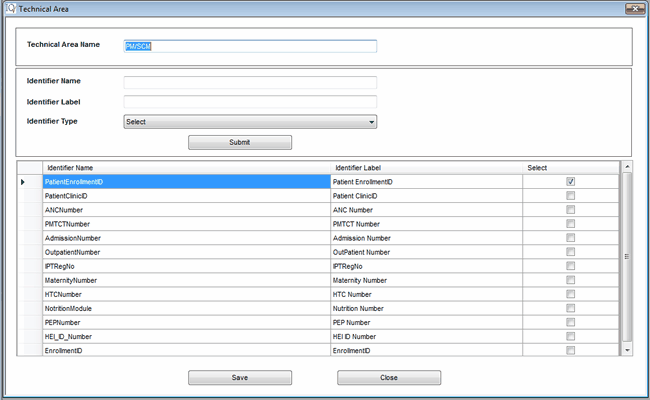 Technical Area
Technical Area Name PM/SCM
Identifier Name
Identifier Label
Identifier Type Select
Submit
Identifier Name Identifier Label Select
PatientEnrollmentID Patient EnrollmentID
PatientClinicID Patient ClinicID
ANCNumber ANC Number
PMTCTNumber PMTCT Number
AdmissionNumber Admission Number
OutpatientNumber OutPatient Number
IPTRegNo IPTRegNo
MaternityNumber Maternity Number
HTCNumber HTC Number
NotritionModule Nutrition Number
PEPNumber PEP Number
HEI_ID_Number HEI ID Number
EnrollmentID EnrollmentID
Save Close